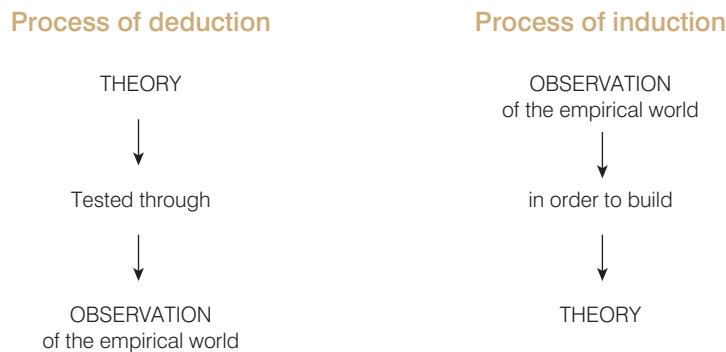 Process of deduction
THEORY
Tested through
OBSERVATION
of the empirical world
Process of induction
OBSERVATION
of the empirical world
in order to build
THEORY